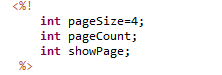 <%!
int pageSize=4;
int pageCount;
int showPage;
%>